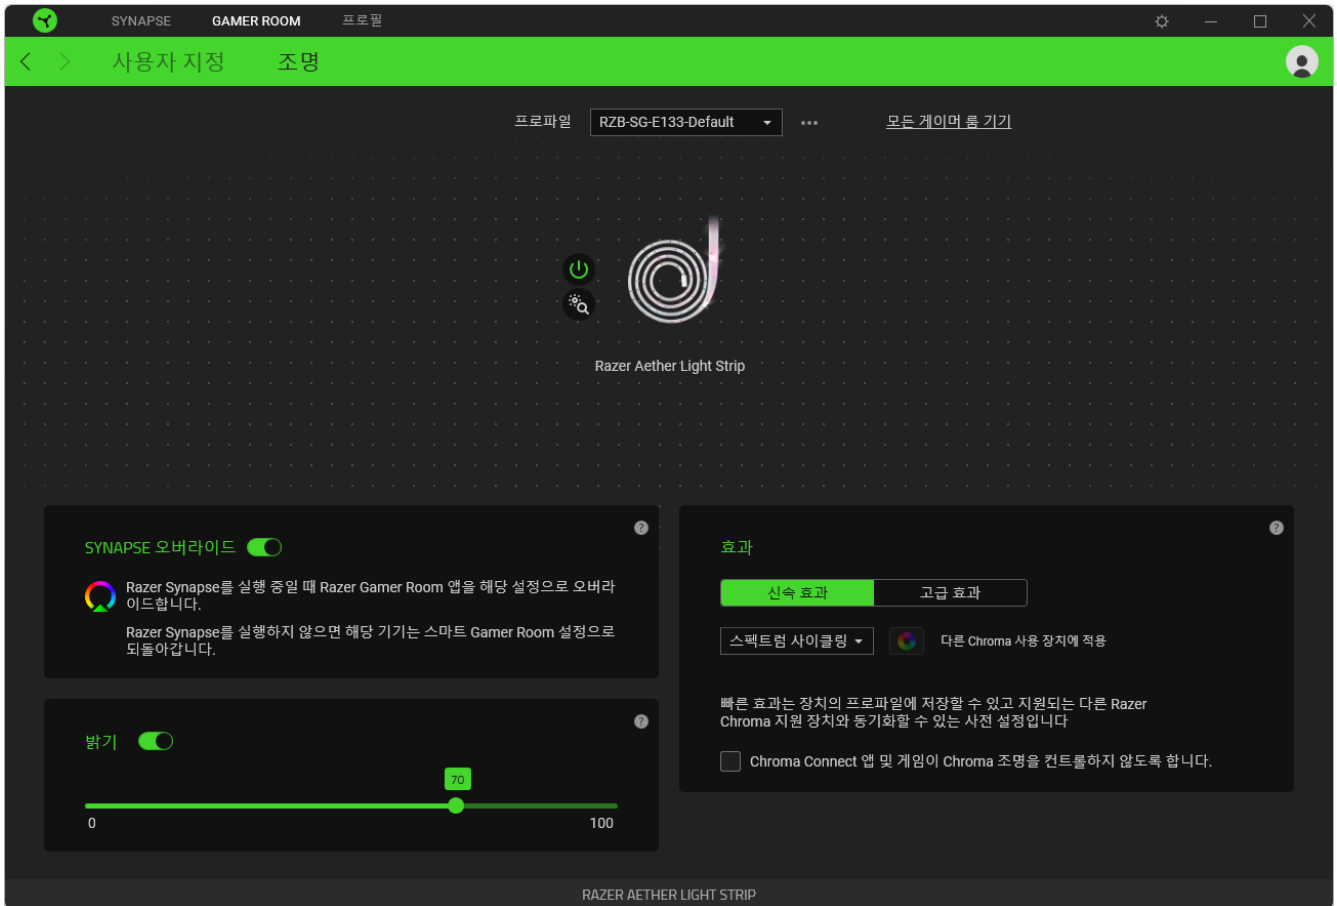 SYNAPSE GAMER ROOM 프로필
사용자 지정 조명
프로파일 RZB-SG-E133-Default 모든 게이머 룸 기기
Razer Aether Light Strip
SYNAPSE 오버라이드
Razer Synapse를 실행 중일 때 Razer Gamer Room 앱을 해당 설정으로 오버라
이드합니다.
Razer Synapse를 실행하지 않으면 해당 기기는 스마트 Gamer Room 설정으로
되돌아갑니다.
밝기
70
0 100
효과
신속 효과 고급 효과
스펙트럼 사이클링 다른 Chroma 사용 장치에 적용
빠른 효과는 장치의 프로파일에 저장할 수 있고 지원되는 다른 Razer
Chroma 지원 장치와 동기화할 수 있는 사전 설정입니다
Chroma Connect 앱 및 게임이 Chroma 조명을 컨트롤하지 않도록 합니다.
RAZER AETHER LIGHT STRIP